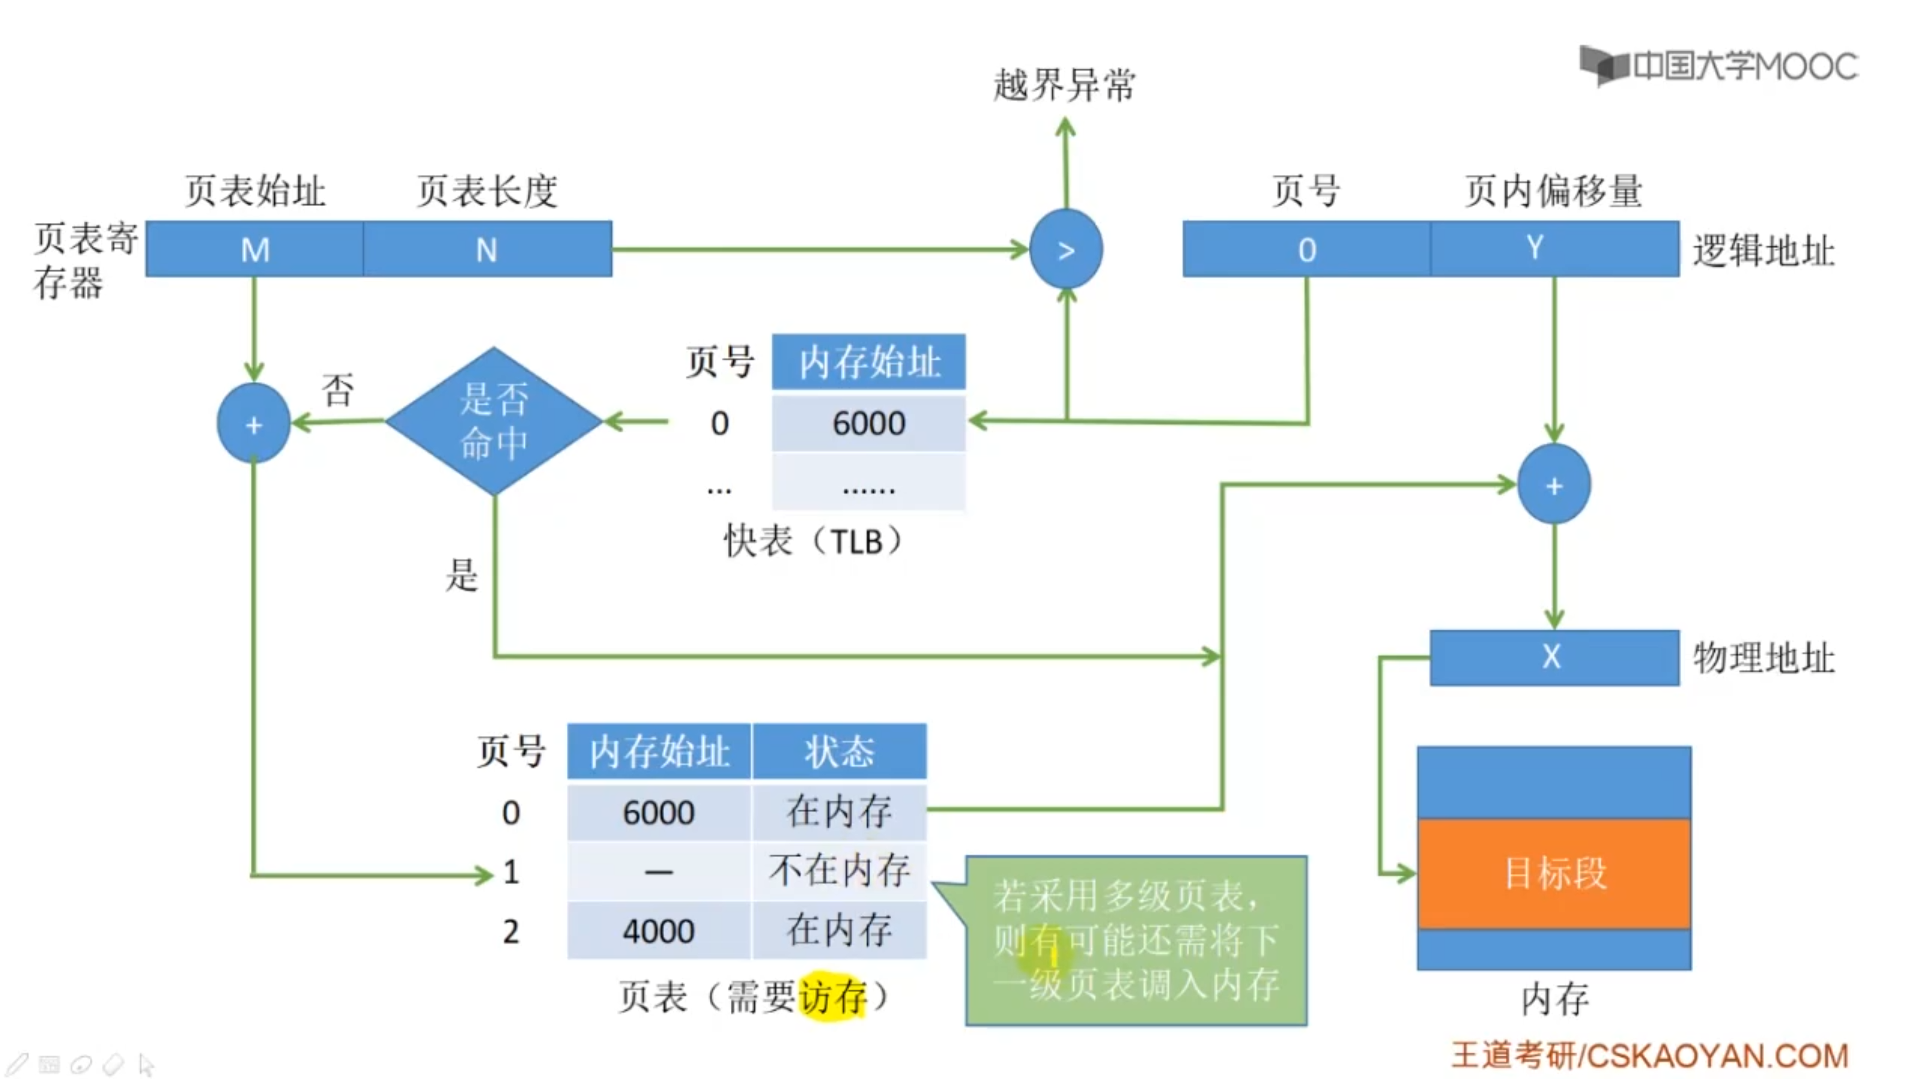 中国大学MOOC
越界异常
页表始址 页表长度
页号 页内偏移量
页表寄
存器
M N
>
0 Y
逻辑地址
页号 内存始址
否
是否
命中
+
0 6000
... ......
+
快表（TLB）
是
X
物理地址
页号 内存始址 状态
0 6000 在内存
1 — 不在内存
2 4000 在内存
页表（需要访存）
若采用多级页表，
则有可能还需将下
一级页表调入内存
目标段
内存
王道考研/CSKAOYAN.COM